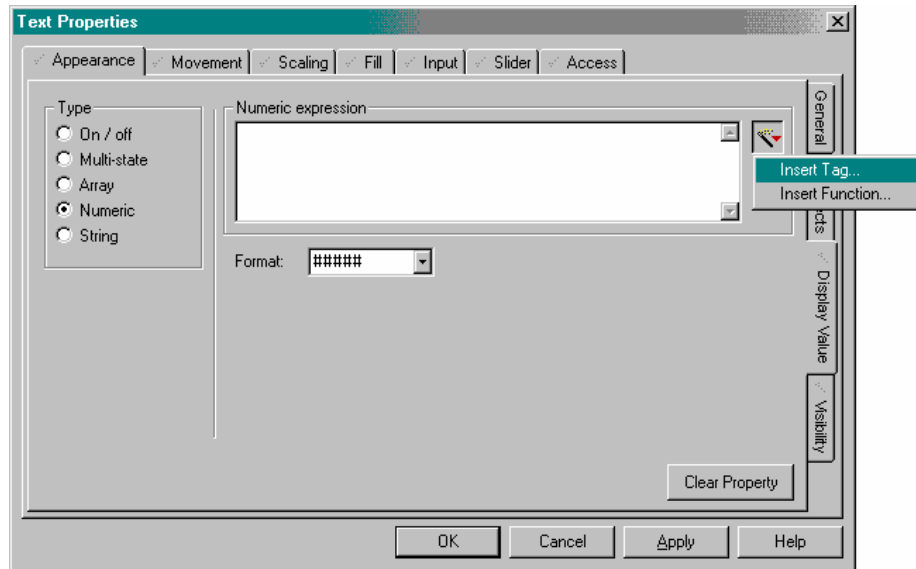 Text Properties
Appearance Movement Scaling Fill Input Slider Access
Type
On / off
Multi-state
Array
Numeric
String
Numeric expression
Insert Tag...
Insert Function...
Format: #####
General
ects
Display Value
Visibility
Clear Property
OK Cancel Apply Help